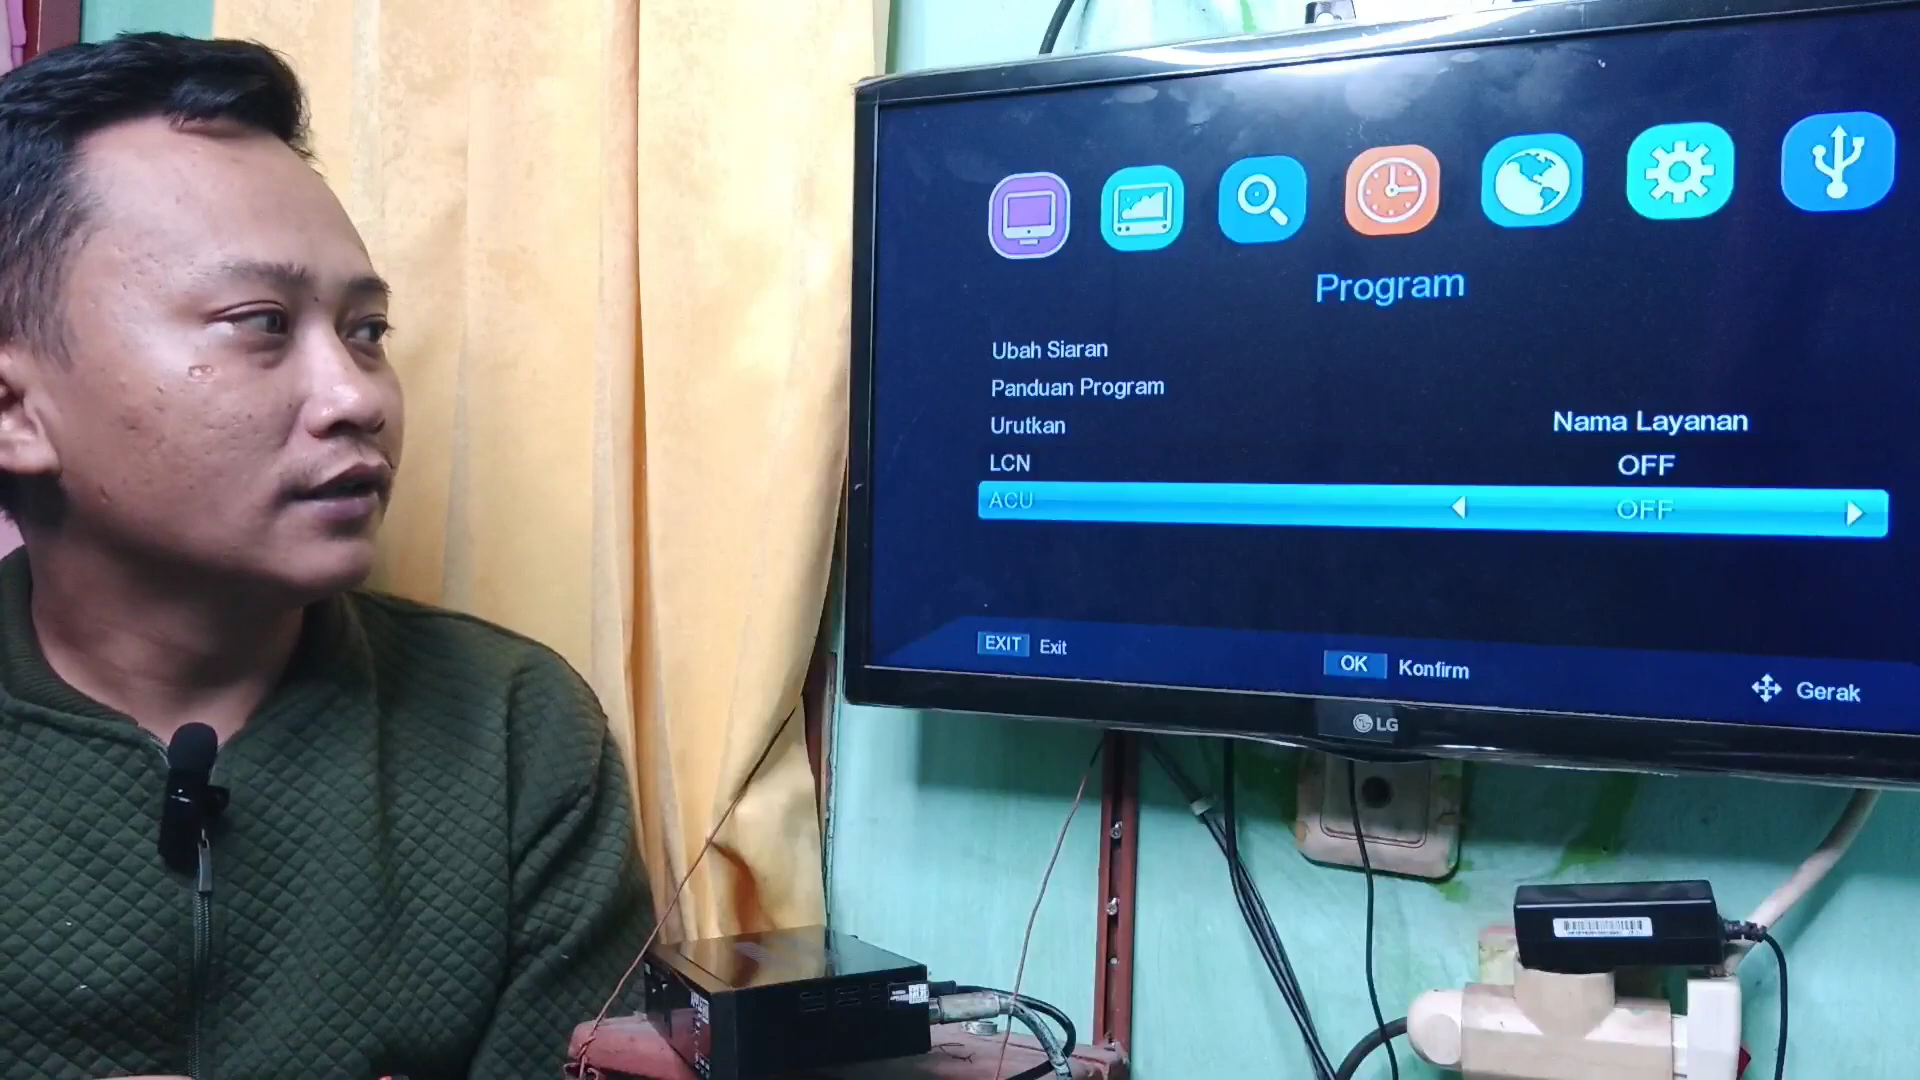 Program
Ubah Siaran
Panduan Program
Urutkan Nama Layanan
LCN OFF
ACU OFF
EXIT Exit
OK Konfirm
Gerak
LG